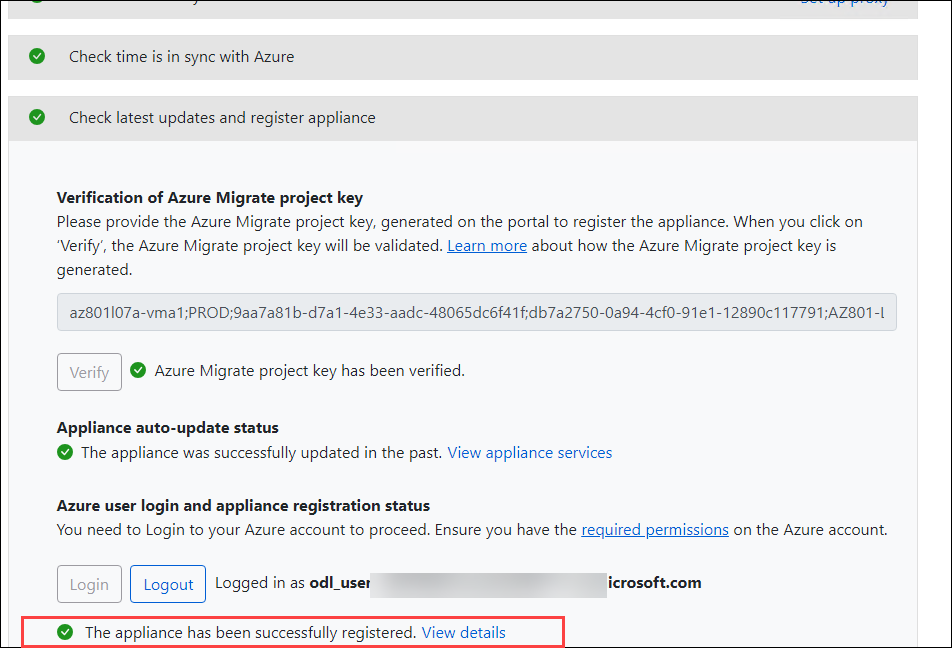 Set up proxy
Check time is in sync with Azure
Check latest updates and register appliance
Verification of Azure Migrate project key
Please provide the Azure Migrate project key, generated on the portal to register the appliance. When you click on
‘Verify’, the Azure Migrate project key will be validated. Learn more about how the Azure Migrate project key is
generated.
az801l07a-vma1;PROD;9aa7a81b-d7a1-4e33-aadc-48065dc6f41f;db7a2750-0a94-4cf0-91e1-12890c117791;AZ801-L
Verify Azure Migrate project key has been verified.
Appliance auto-update status
The appliance was successfully updated in the past. View appliance services
Azure user login and appliance registration status
You need to Login to your Azure account to proceed. Ensure you have the required permissions on the Azure account.
Login Logout Logged in as odl_user icrosoft.com
The appliance has been successfully registered. View details